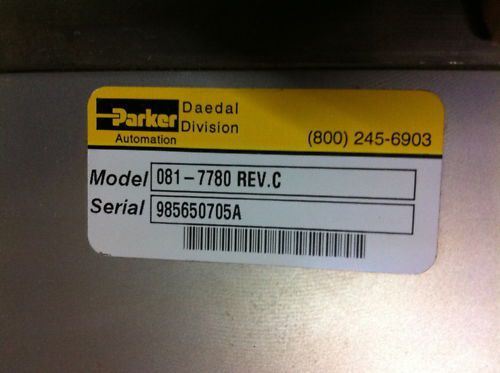 Parker Daedal
Automation Division
(800) 245-6903
Model 081-7780 REV.C
Serial 985650705A